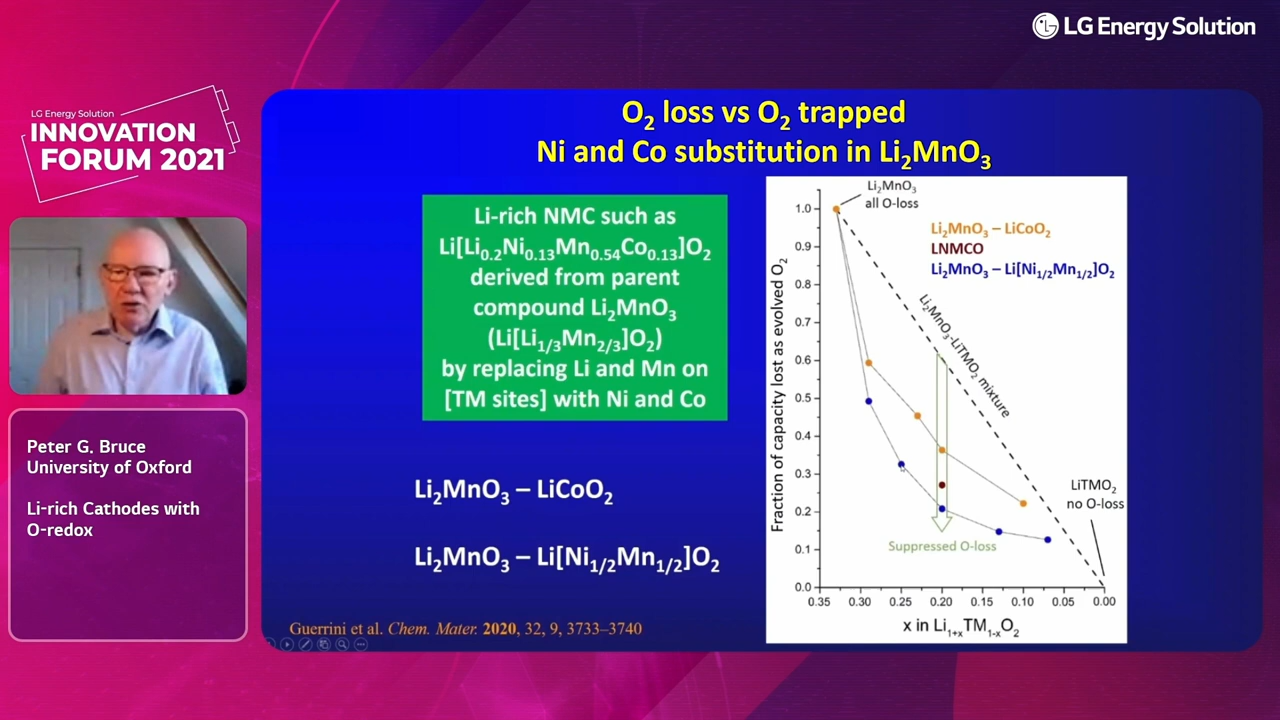 LG Energy Solution
LG Energy Solution
INNOVATION
FORUM 2021
Peter G. Bruce
University of Oxford
Li-rich Cathodes with
O-redox
O₂ loss vs O₂ trapped
Ni and Co substitution in Li₂MnO₃
Li-rich NMC such as
Li[Li₀.₂Ni₀.₁₃Mn₀.₅₄Co₀.₁₃]O₂
derived from parent
compound Li₂MnO₃
(Li[Li₁/₃Mn₂/₃]O₂)
by replacing Li and Mn on
[TM sites] with Ni and Co
Li₂MnO₃ – LiCoO₂
Li₂MnO₃ – Li[Ni₁/₂Mn₁/₂]O₂
Guerrini et al. Chem. Mater. 2020, 32, 9, 3733–3740
Li₂MnO₃
all O-loss
Li₂MnO₃ – LiCoO₂
LNMCO
Li₂MnO₃ – Li[Ni₁/₂Mn₁/₂]O₂
Li₂MnO₃-LiTMO₂ mixture
LiTMO₂
no O-loss
Suppressed O-loss
Fraction of capacity lost as evolved O₂
1.0
0.9
0.8
0.7
0.6
0.5
0.4
0.3
0.2
0.1
0.0
0.35 0.30 0.25 0.20 0.15 0.10 0.05 0.00
x in Li₁₊ₓTM₁₋ₓO₂